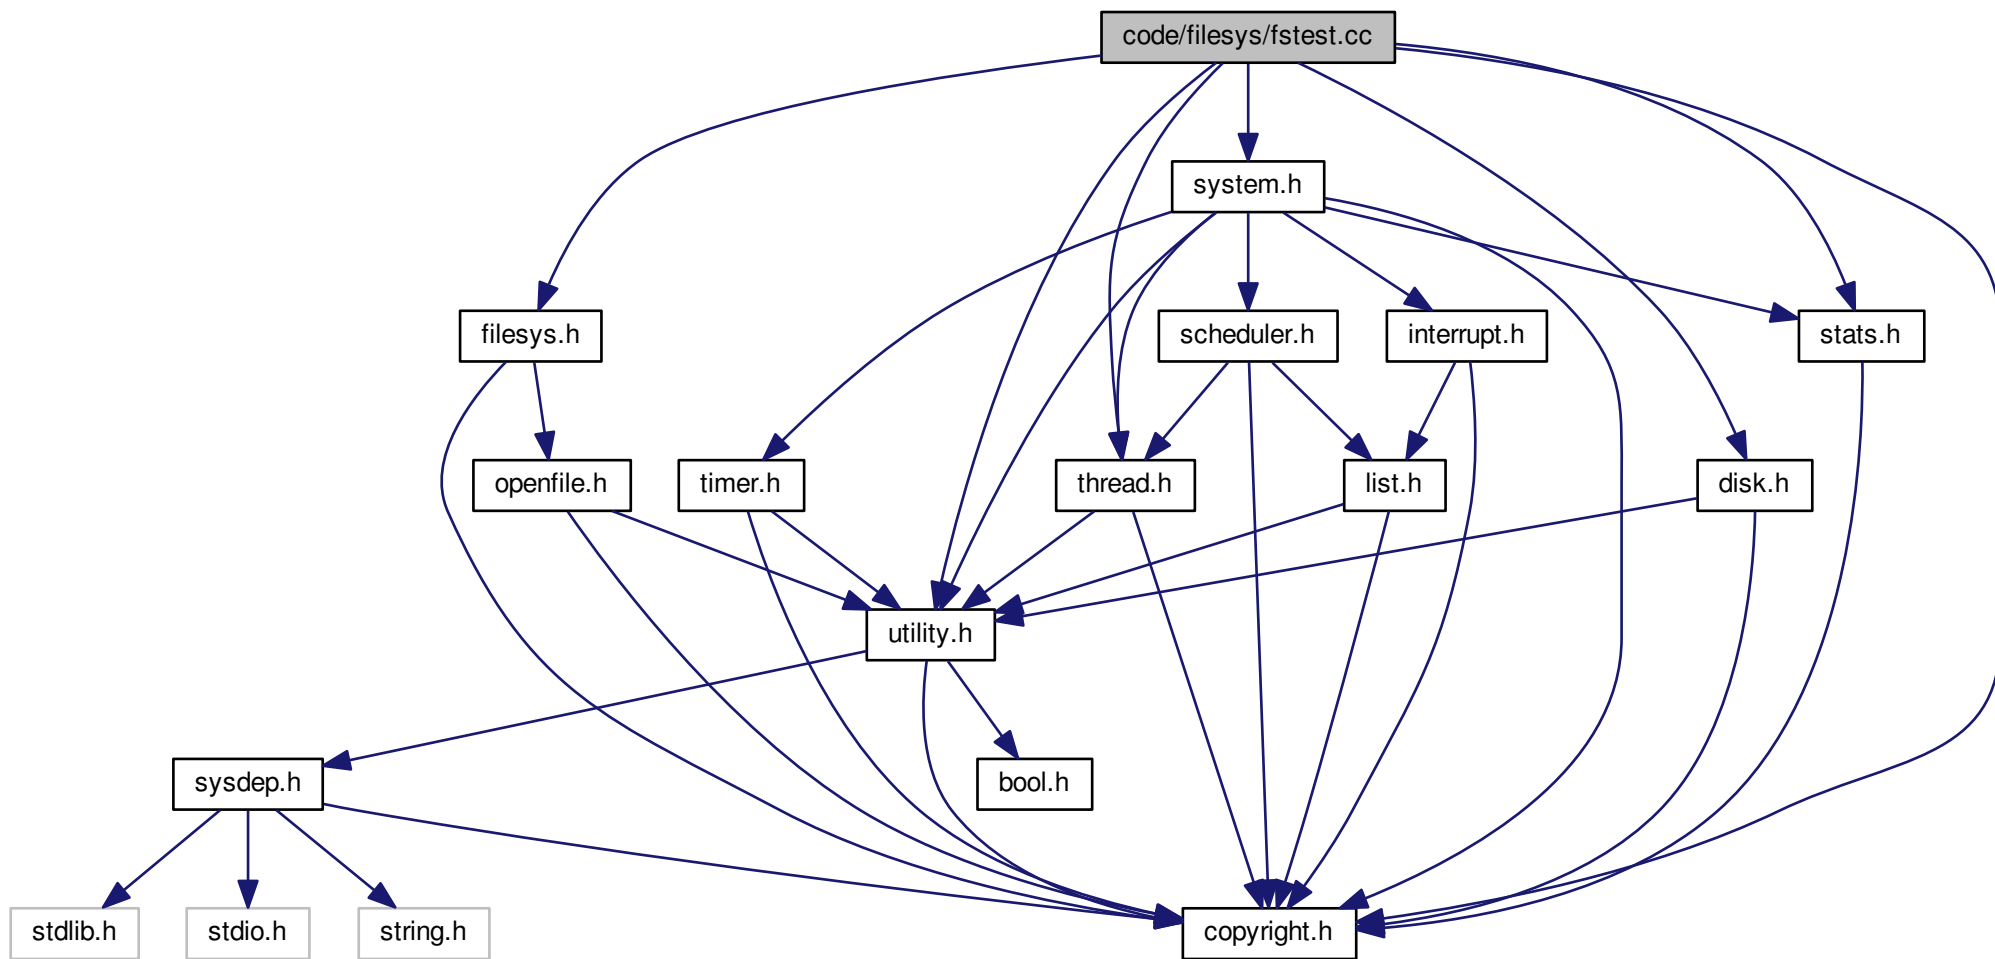 code/filesys/fstest.cc
system.h
filesys.h
scheduler.h
interrupt.h
stats.h
openfile.h
timer.h
thread.h
list.h
disk.h
utility.h
sysdep.h
bool.h
stdlib.h
stdio.h
string.h
copyright.h